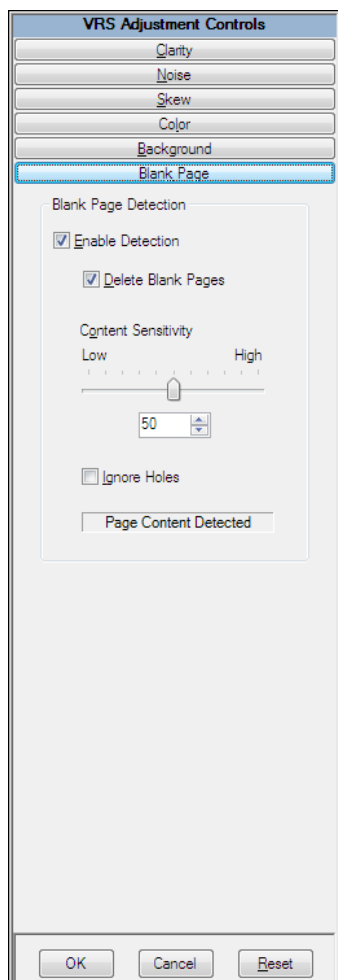 VRS Adjustment Controls
Clarity
Noise
Skew
Color
Background
Blank Page
Blank Page Detection
Enable Detection
Delete Blank Pages
Content Sensitivity
Low High
50
Ignore Holes
Page Content Detected
OK Cancel Reset